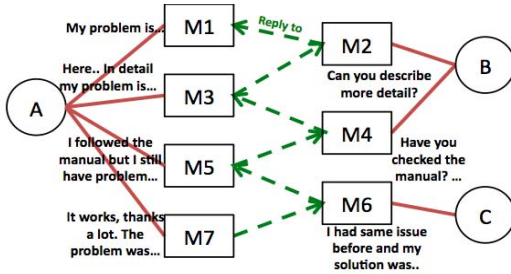 My problem is...
M1
Reply to
M2
Here.. In detail
my problem is...
M3
Can you describe
more detail?
A
B
I followed the
manual but I still
have problem...
M5
M4
Have you
checked the
manual? ...
It works, thanks
a lot. The
problem was...
M7
M6
C
I had same issue
before and my
solution was..